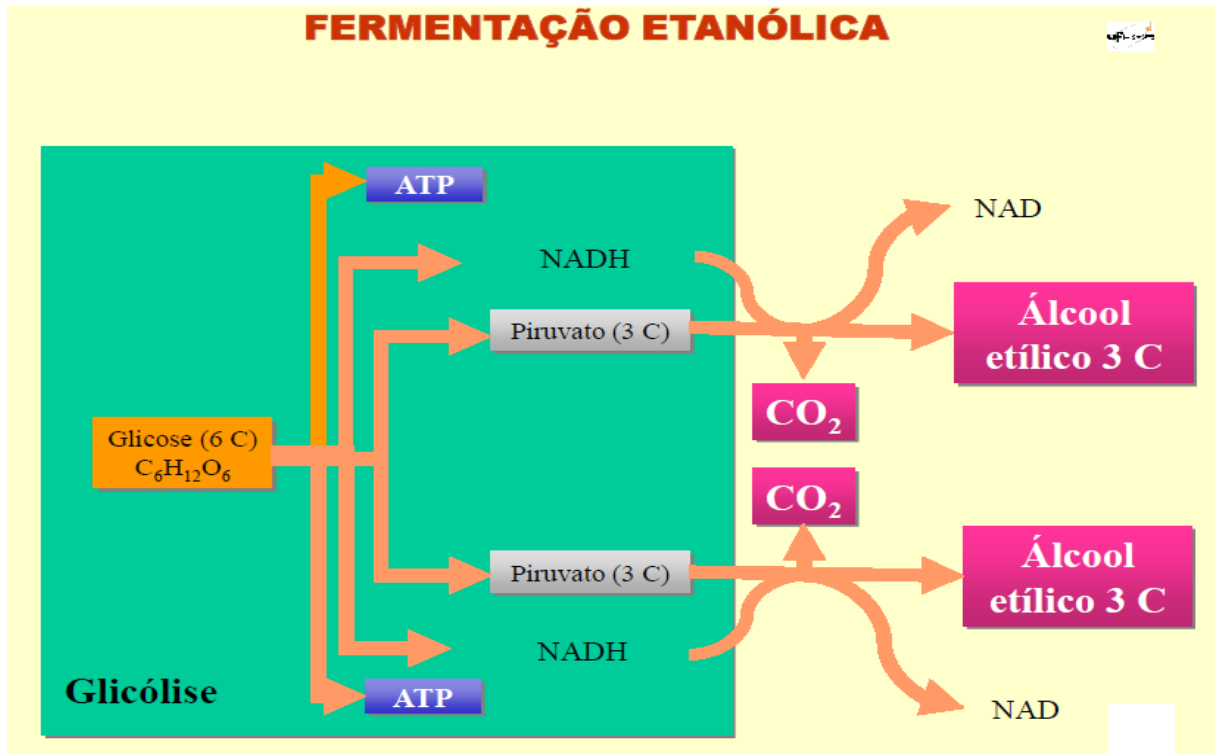 FERMENTAÇÃO ETANÓLICA
ATP
NAD
NADH
Álcool
etílico 3 C
Piruvato (3 C)
CO2
Glicose (6 C)
C6H12O6
CO2
Piruvato (3 C)
Álcool
etílico 3 C
NADH
Glicólise
ATP
NAD